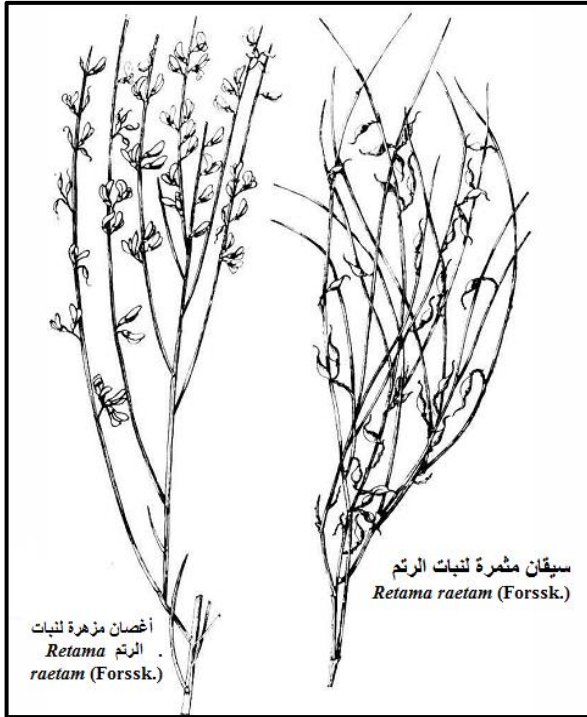 سيقان مثمرة لنبات الرتم
Retama raetam (Forssk.)
أغصان مزهرة لنبات
الرتم Retama .
raetam (Forssk.)